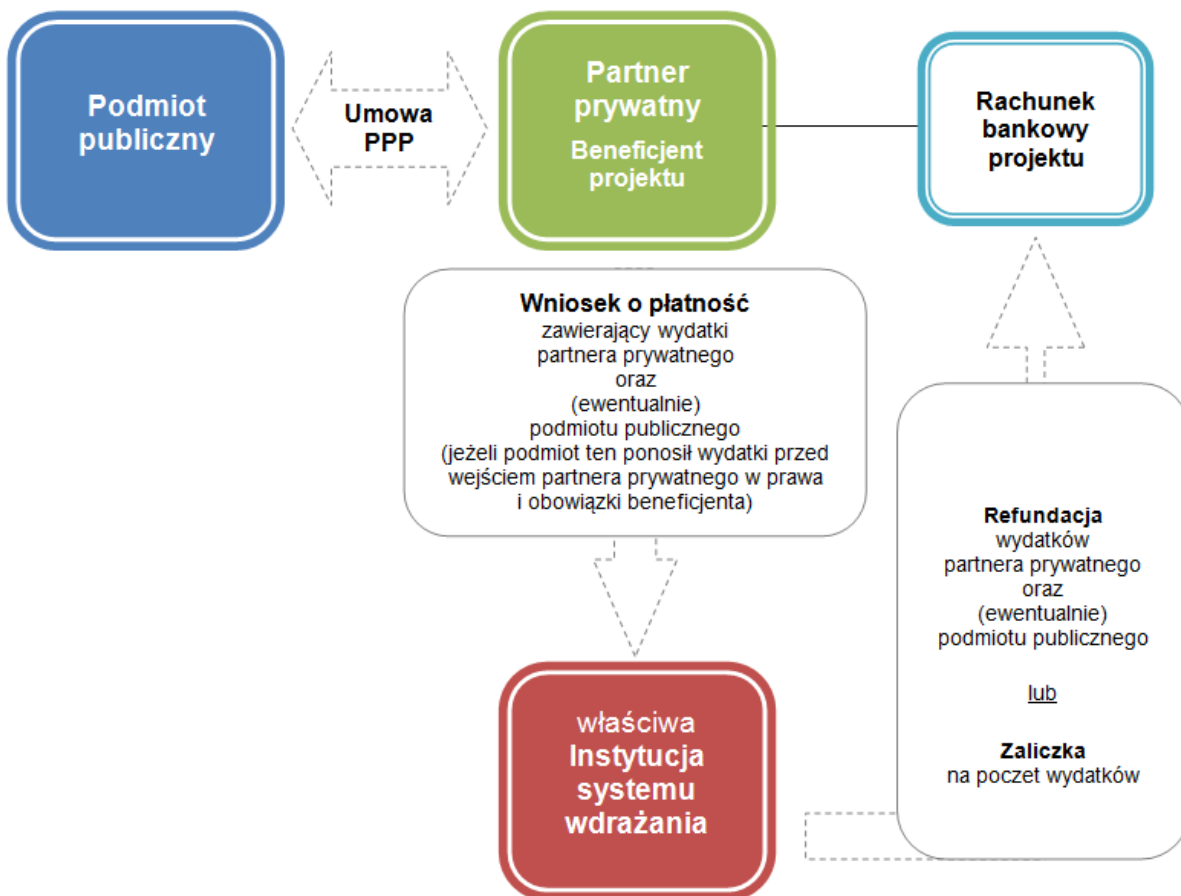 Podmiot
publiczny
Umowa
PPP
Partner
prywatny
Beneficjent
projektu
Rachunek
bankowy
projektu
Wniosek o płatność
zawierający wydatki
partnera prywatnego
oraz
(ewentualnie)
podmiotu publicznego
(jeżeli podmiot ten ponosił wydatki przed
wejściem partnera prywatnego w prawa
i obowiązki beneficjenta)
Refundacja
wydatków
partnera prywatnego
oraz
(ewentualnie)
podmiotu publicznego
lub
Zaliczka
na poczet wydatków
właściwa
Instytucja
systemu
wdrażania